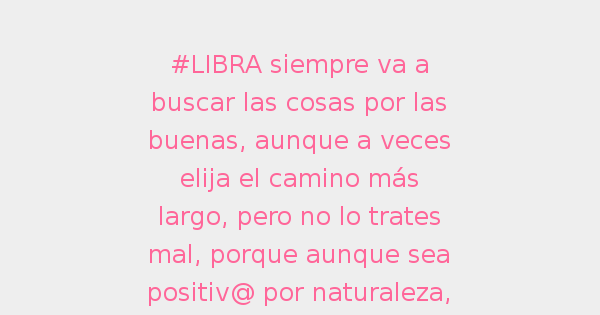 #LIBRA siempre va a
buscar las cosas por las
buenas, aunque a veces
elija el camino más
largo, pero no lo trates
mal, porque aunque sea
positiv@ por naturaleza,